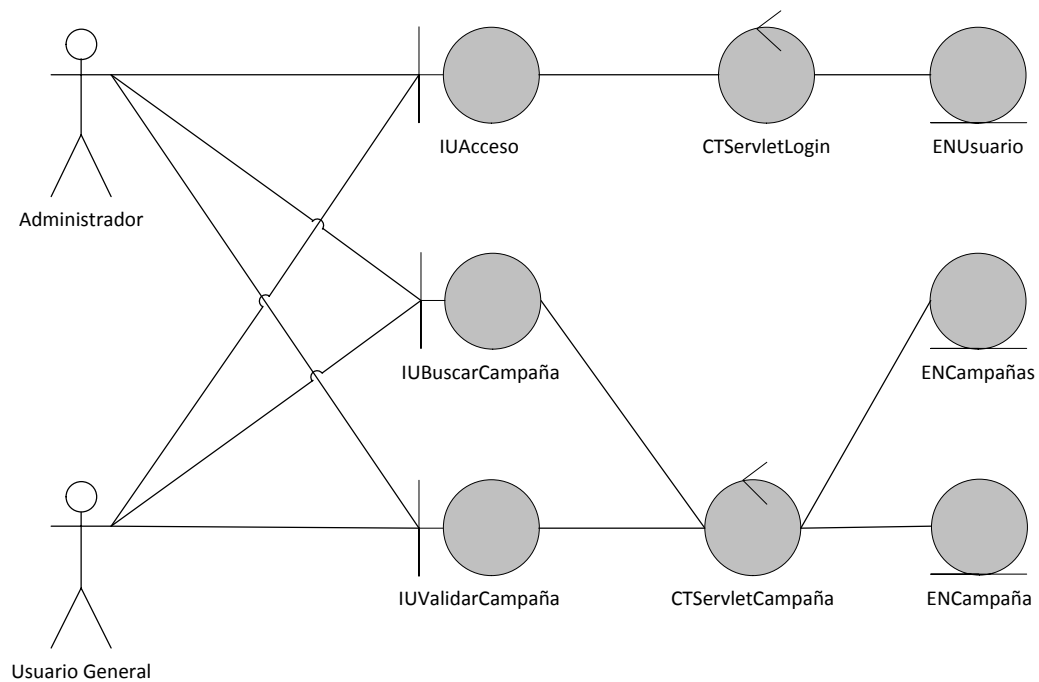 IUAcceso
CTServletLogin
ENUsuario
Administrador
IUBuscarCampaña
ENCampañas
IUValidarCampaña
CTServletCampaña
ENCampaña
Usuario General